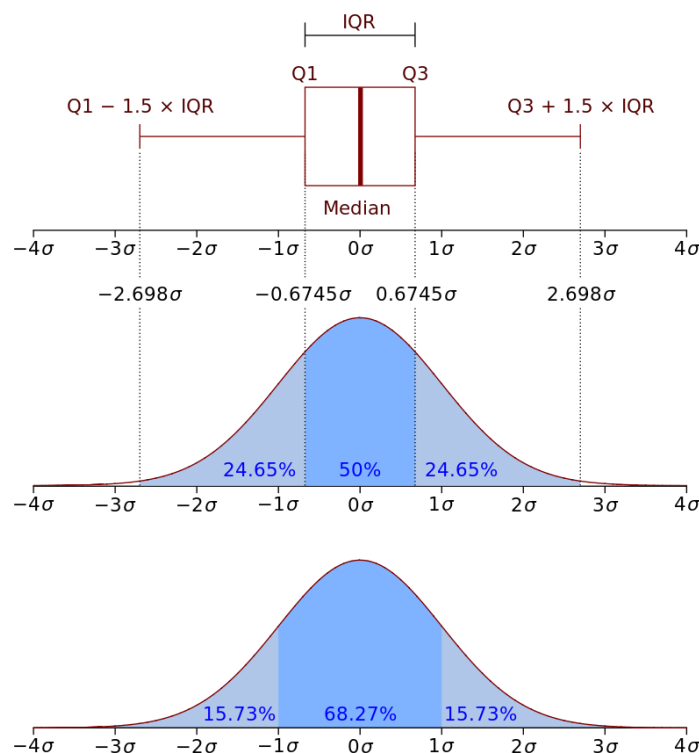 IQR
Q1 Q3
Q1 − 1.5 × IQR Q3 + 1.5 × IQR
Median
−4σ −3σ −2σ −1σ 0σ 1σ 2σ 3σ 4σ
−2.698σ −0.6745σ 0.6745σ 2.698σ
24.65% 50% 24.65%
−4σ −3σ −2σ −1σ 0σ 1σ 2σ 3σ 4σ
15.73% 68.27% 15.73%
−4σ −3σ −2σ −1σ 0σ 1σ 2σ 3σ 4σ